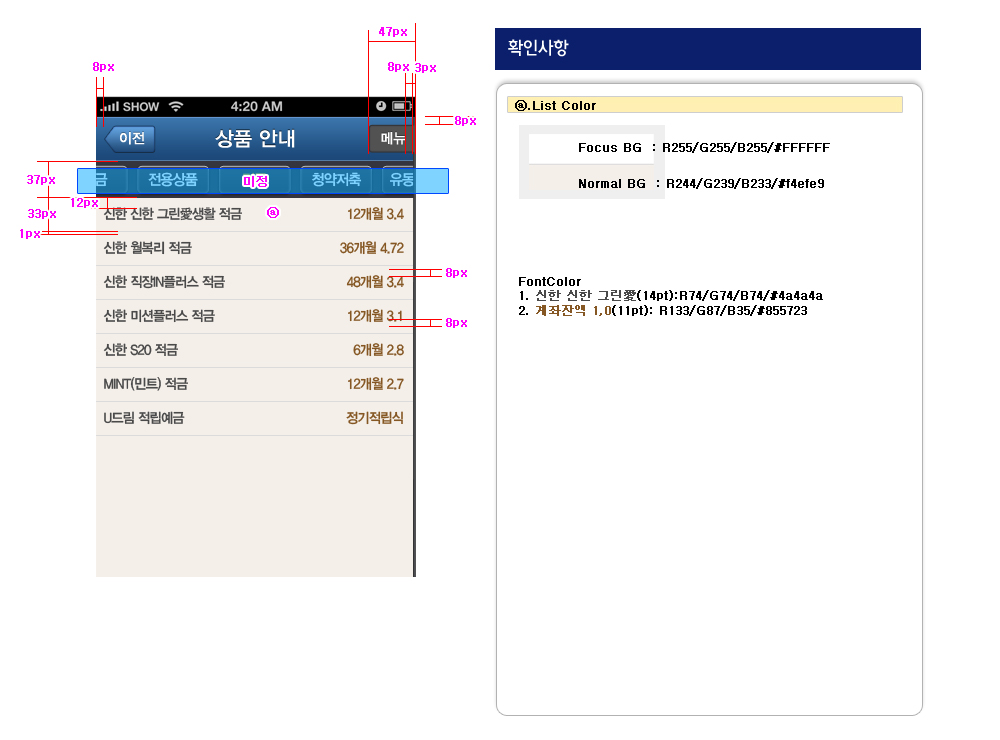 47px
8px
8px 3px
SHOW 4:20 AM
8px
이전 상품 안내 메뉴
37px
금 전용상품 미정 청약저축 유동
12px
33px
신한 신한 그린愛생활 적금 ⓐ 12개월 3.4
1px
신한 월복리 적금 36개월 4.72
8px
신한 직장IN플러스 적금 48개월 3.4
신한 미션플러스 적금 12개월 3.1
8px
신한 S20 적금 6개월 2.8
MINT(민트) 적금 12개월 2.7
U드림 적립예금 정기적립식
확인사항
ⓐ.List Color
Focus BG : R255/G255/B255/#FFFFFF
Normal BG : R244/G239/B233/#f4efe9
FontColor
1. 신한 신한 그린愛(14pt):R74/G74/B74/#4a4a4a
2. 계좌잔액 1,0(11pt): R133/G87/B35/#855723